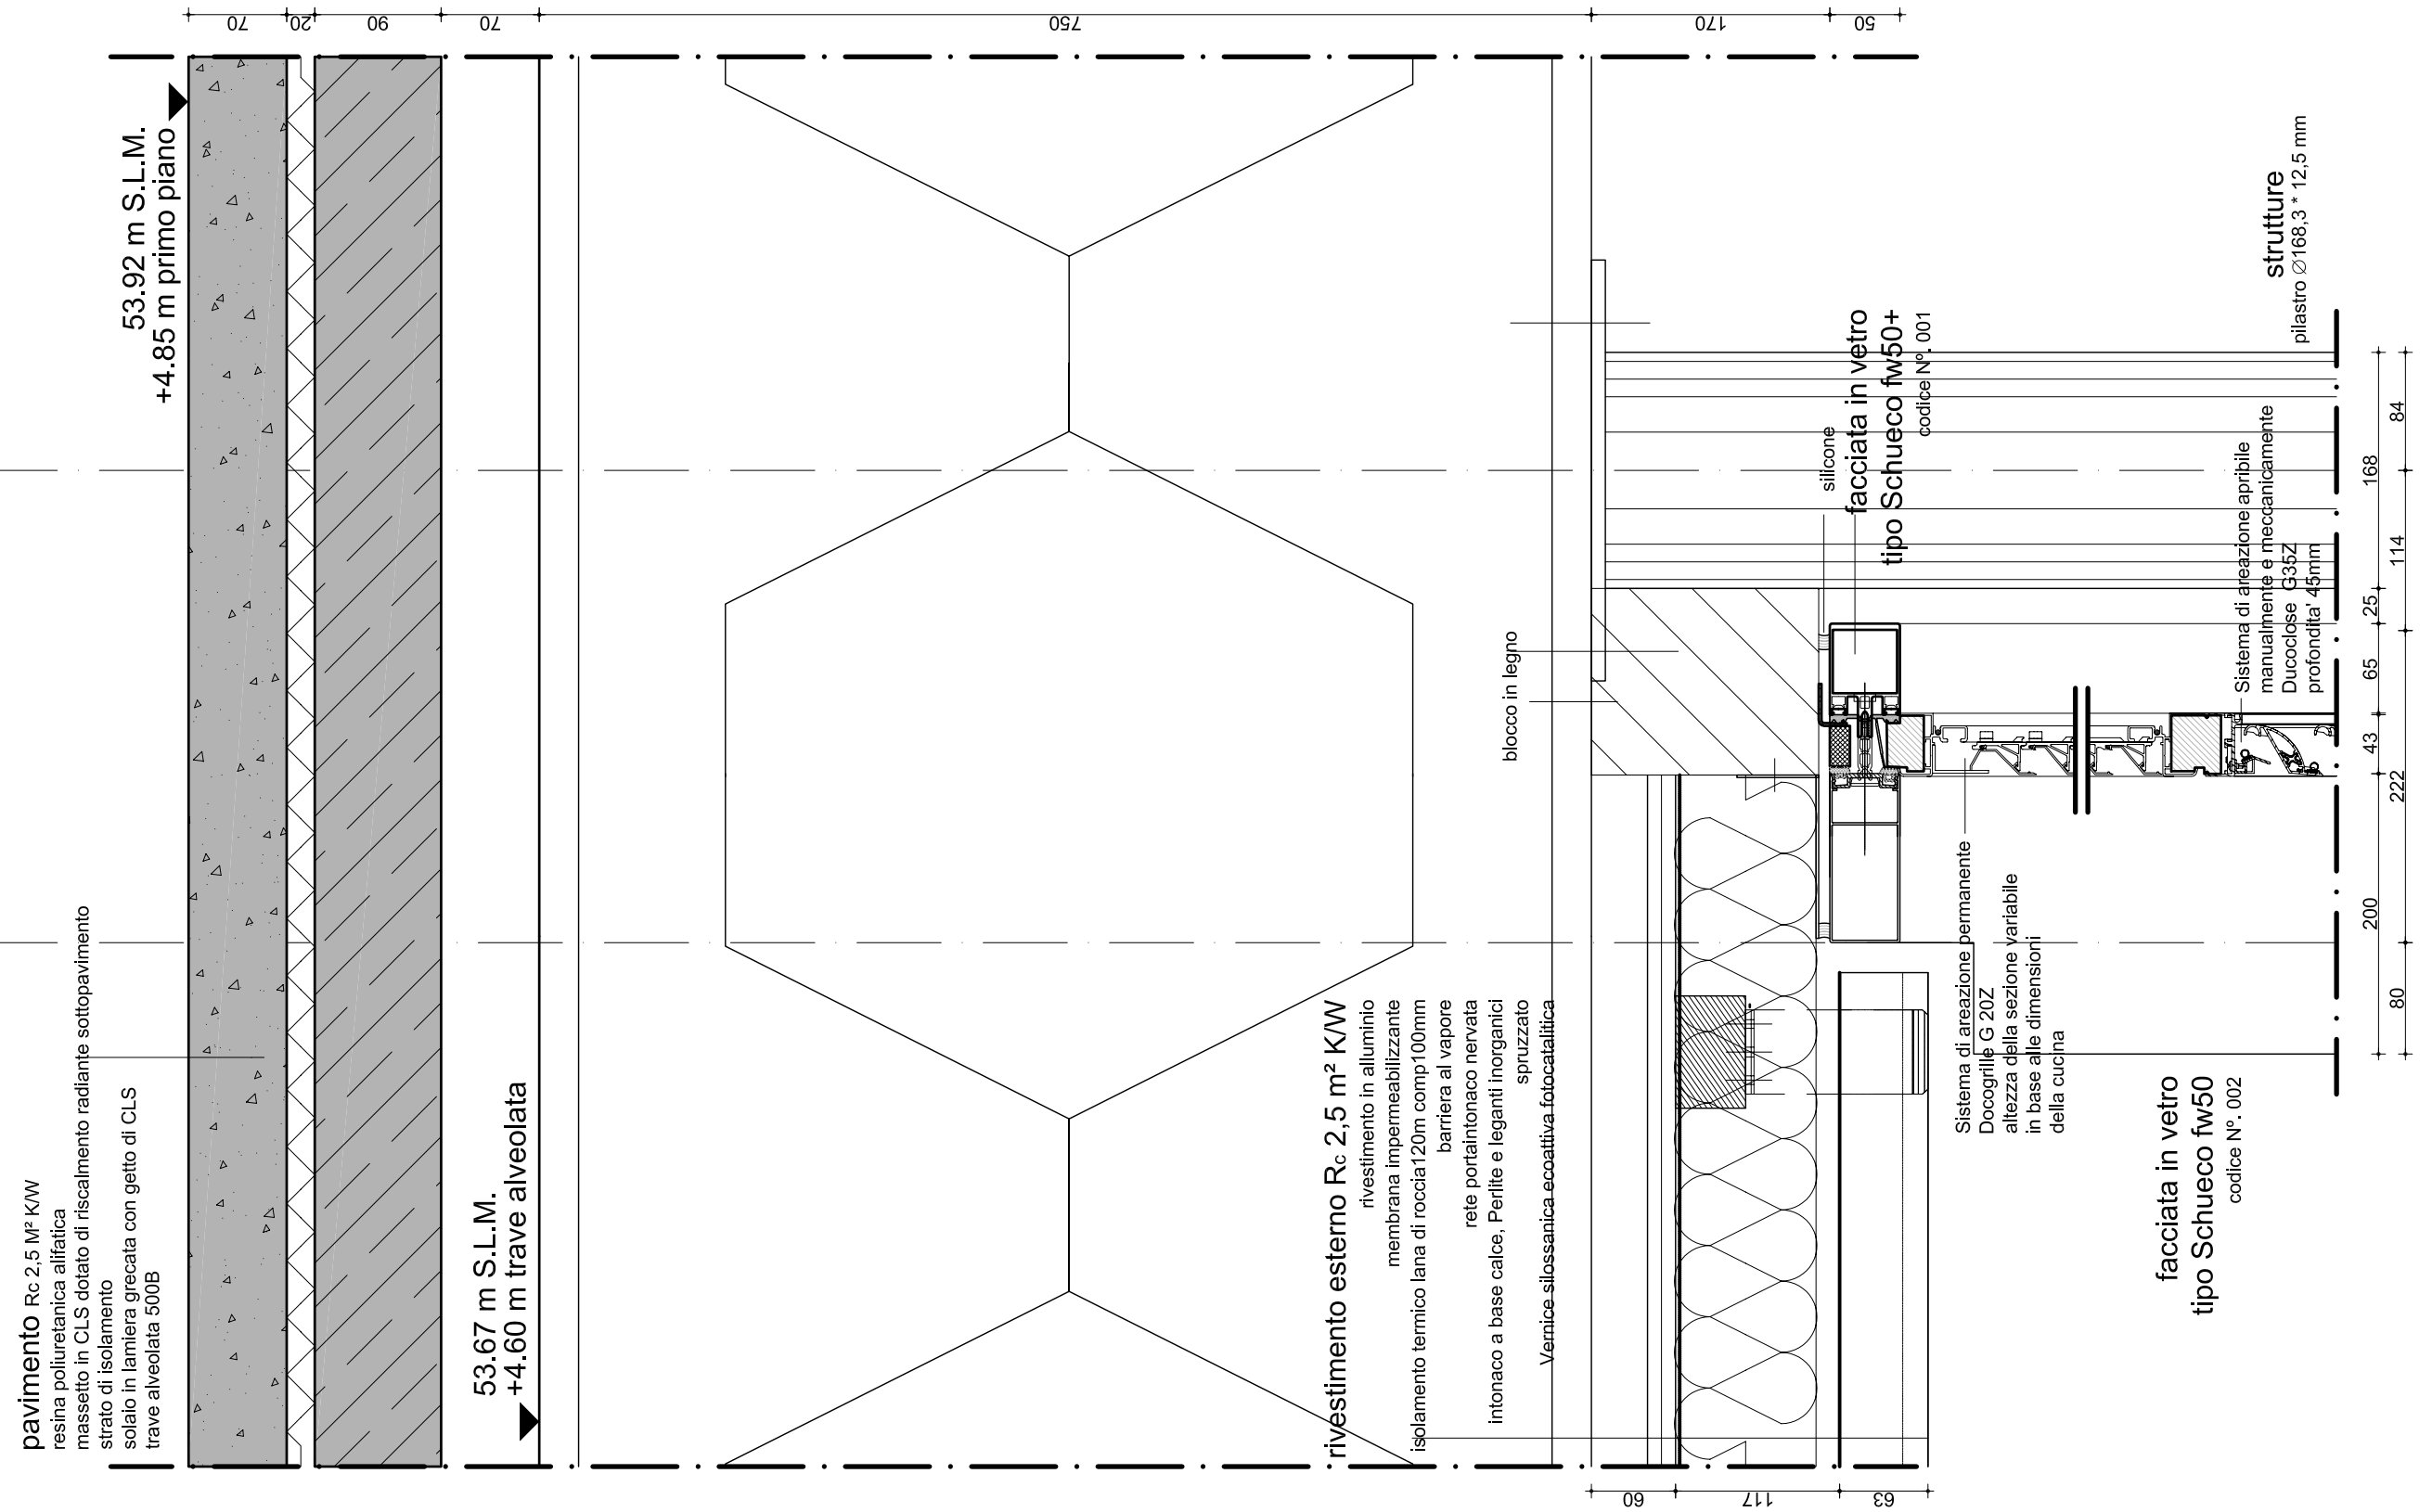 pavimento Rc 2,5 M² K/W
resina poliuretanica alifatica
massetto in CLS dotato di riscalmento radiante sottopavimento
strato di isolamento
solaio in lamiera grecata con getto di CLS
trave alveolata 500B
53.92 m S.L.M.
+4.85 m primo piano
53.67 m S.L.M.
+4.60 m trave alveolata
rivestimento esterno Rc 2,5 m² K/W
rivestimento in alluminio
membrana impermeabilizzante
isolamento termico lana di roccia120m comp100mm
barriera al vapore
rete portaintonaco nervata
intonaco a base calce, Perlite e leganti inorganici
spruzzato
Vernice silossanica ecoattiva fotocatalitica
blocco in legno
silicone
facciata in vetro
tipo Schueco fw50+
codice N°. 001
Sistema di areazione permanente
Docogrille G 20Z
altezza della sezione variabile
in base alle dimensioni
della cucina
facciata in vetro
tipo Schueco fw50
codice N°. 002
Sistema di areazione apribile
manualmente e meccanicamente
Ducoclose G35Z
profondita' 45mm
strutture
pilastro Ø168,3 * 12,5 mm
70
20
90
70
750
170
50
60
117
63
200
43
65
25
114
168
80
222
84